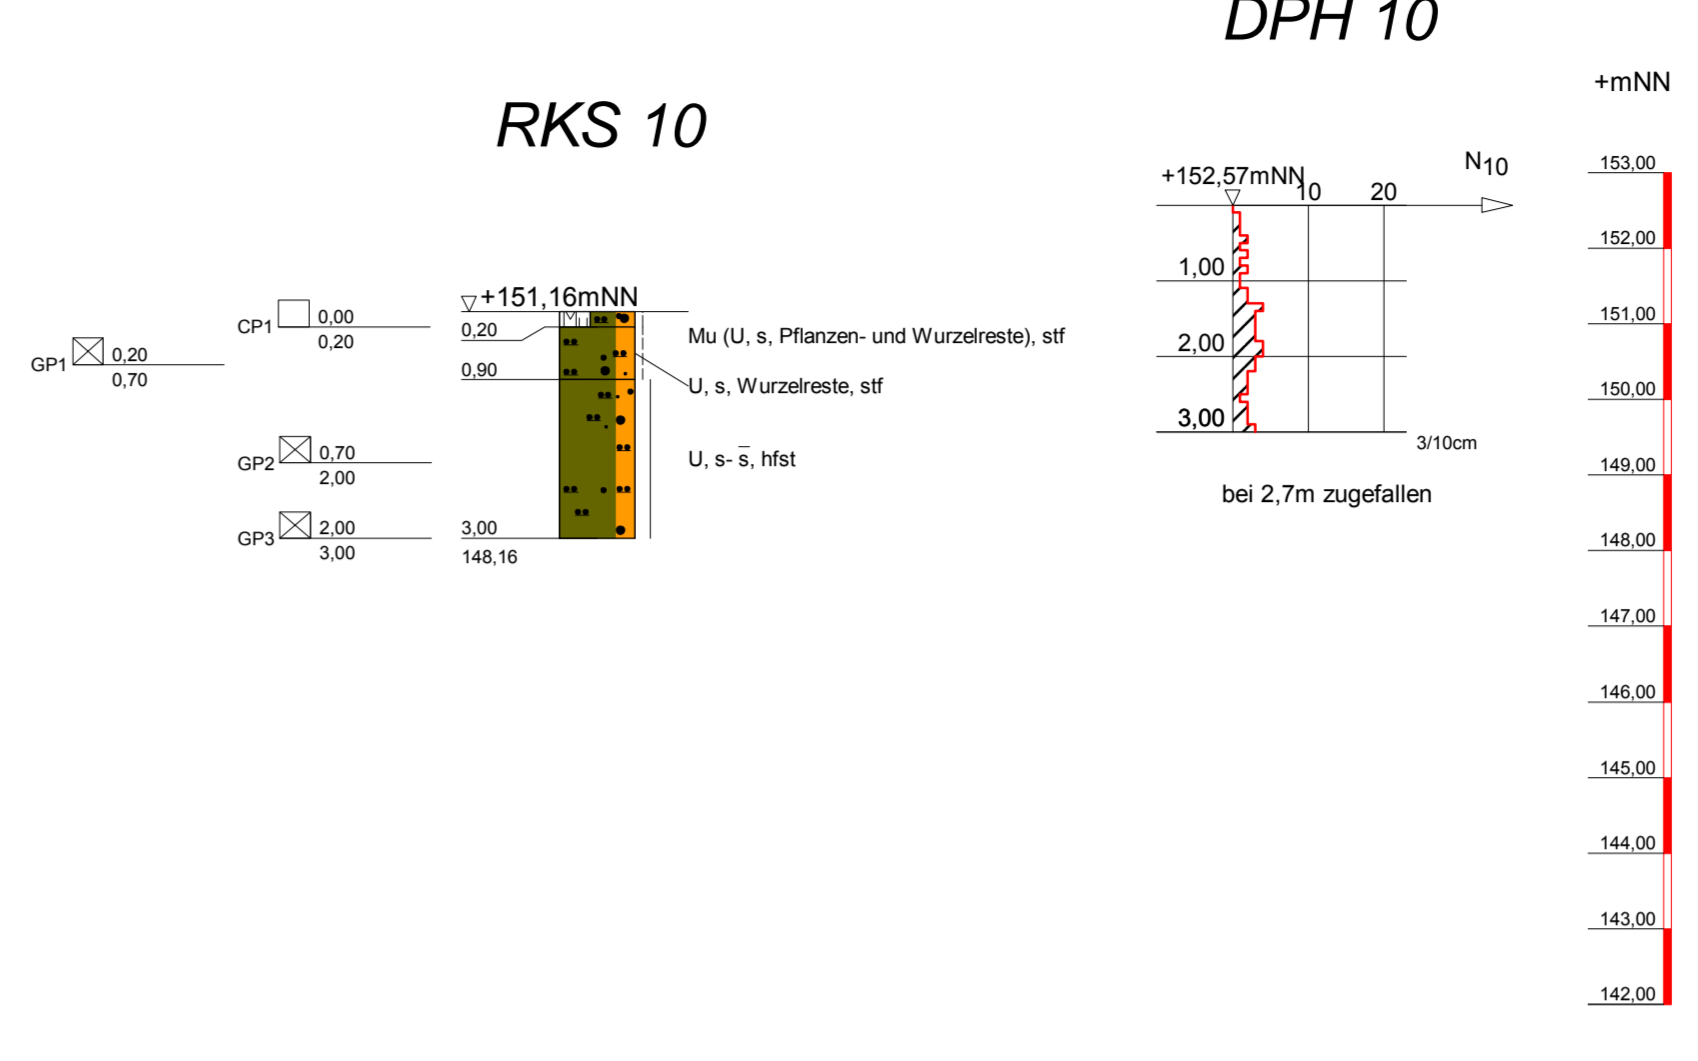 DPH 10
+mNN
RKS 10
N10
153,00
+152,57mNN
10
20
152,00
1,00
+151,16mNN
CP1
0,00
0,20
0,20
Mu (U, s, Pflanzen- und Wurzelreste), stf
151,00
GP1
0,20
0,70
2,00
0,90
U, s, Wurzelreste, stf
150,00
3,00
3/10cm
GP2
0,70
2,00
U, s- s̅, hfst
149,00
bei 2,7m zugefallen
GP3
2,00
3,00
3,00
148,16
148,00
147,00
146,00
145,00
144,00
143,00
142,00